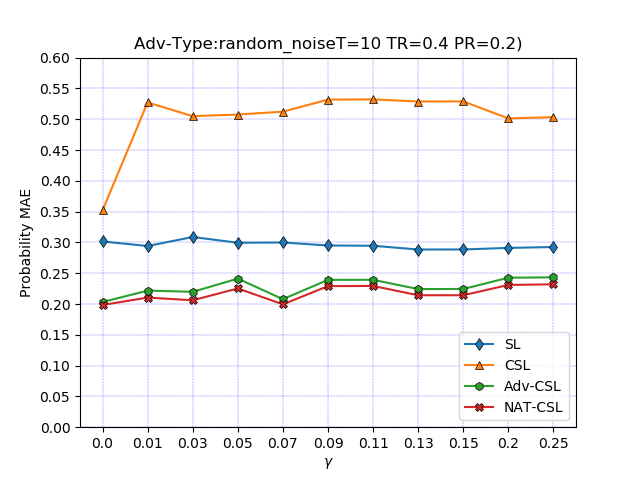 Adv-Type:random_noiseT=10 TR=0.4 PR=0.2)
0.60
0.55
0.50
0.45
0.40
0.35
0.30
0.25
0.20
0.15
0.10
0.05
0.00
Probability MAE
SL
CSL
Adv-CSL
NAT-CSL
0.0 0.01 0.03 0.05 0.07 0.09 0.11 0.13 0.15 0.2 0.25
γ